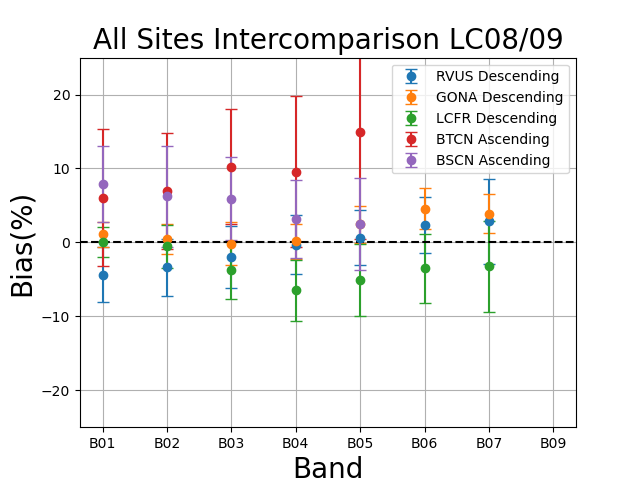 All Sites Intercomparison LC08/09
RVUS Descending
GONA Descending
LCFR Descending
BTCN Ascending
BSCN Ascending
Bias(%)
20
10
0
−10
−20
B01 B02 B03 B04 B05 B06 B07 B09
Band